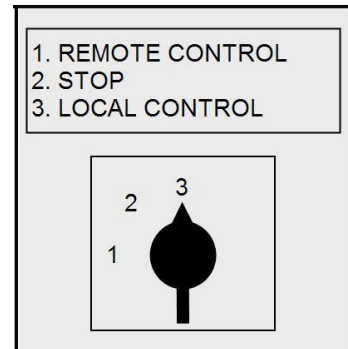 1. REMOTE CONTROL
2. STOP
3. LOCAL CONTROL
3
2
1